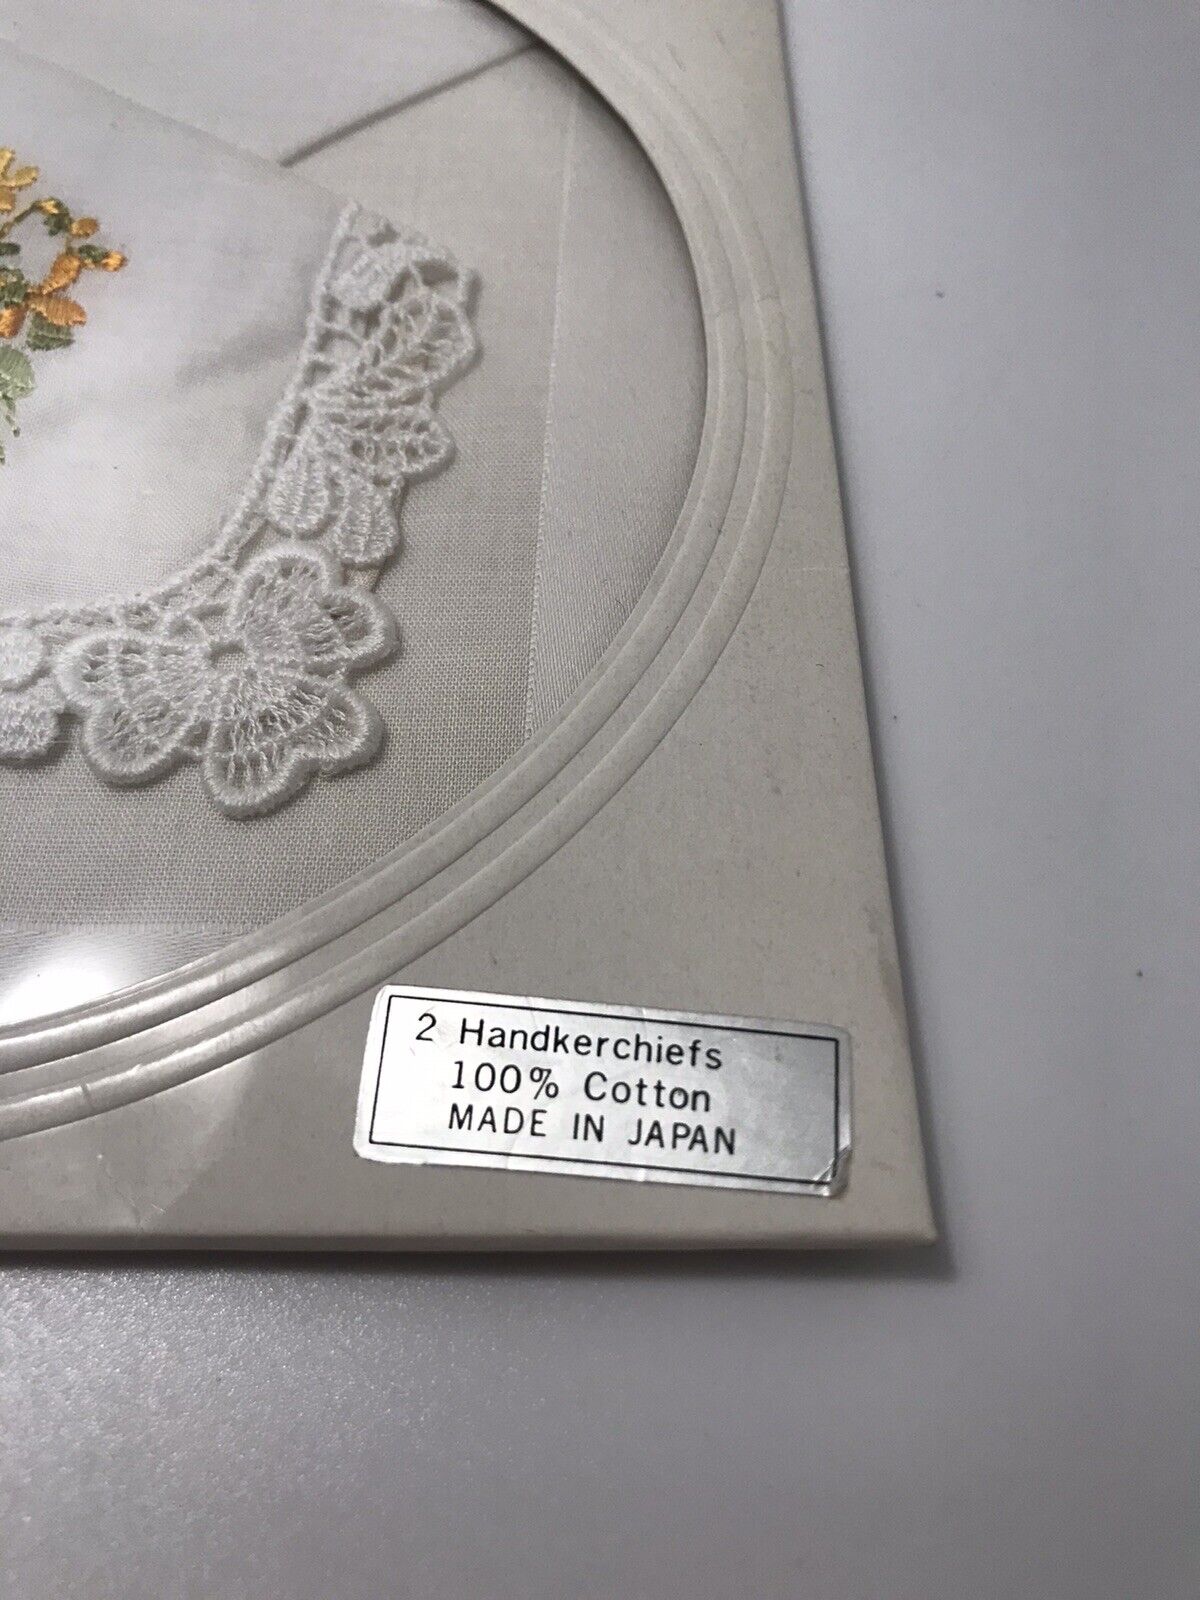 2 Handkerchiefs
100% Cotton
MADE IN JAPAN